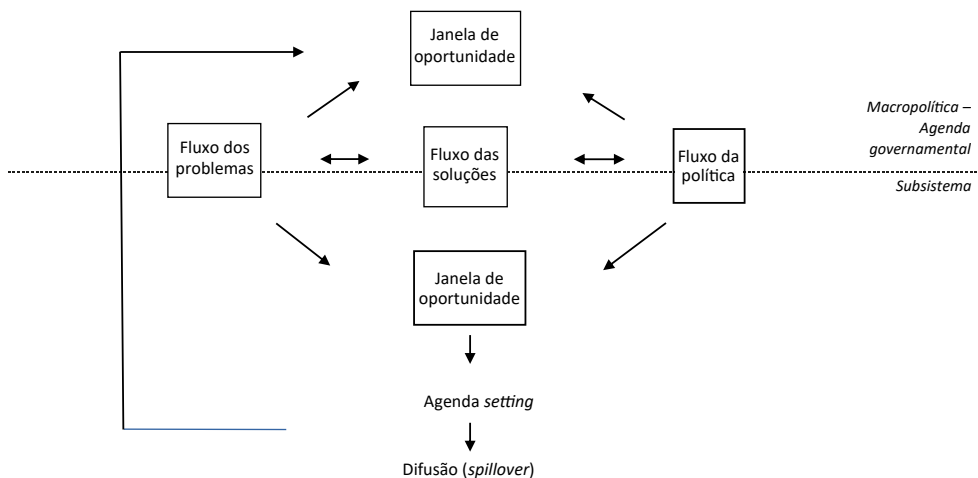 Janela de
oportunidade
Macropolítica –
Agenda
governamental
Fluxo dos
problemas
Fluxo das
soluções
Fluxo da
política
Subsistema
Janela de
oportunidade
Agenda setting
Difusão (spillover)